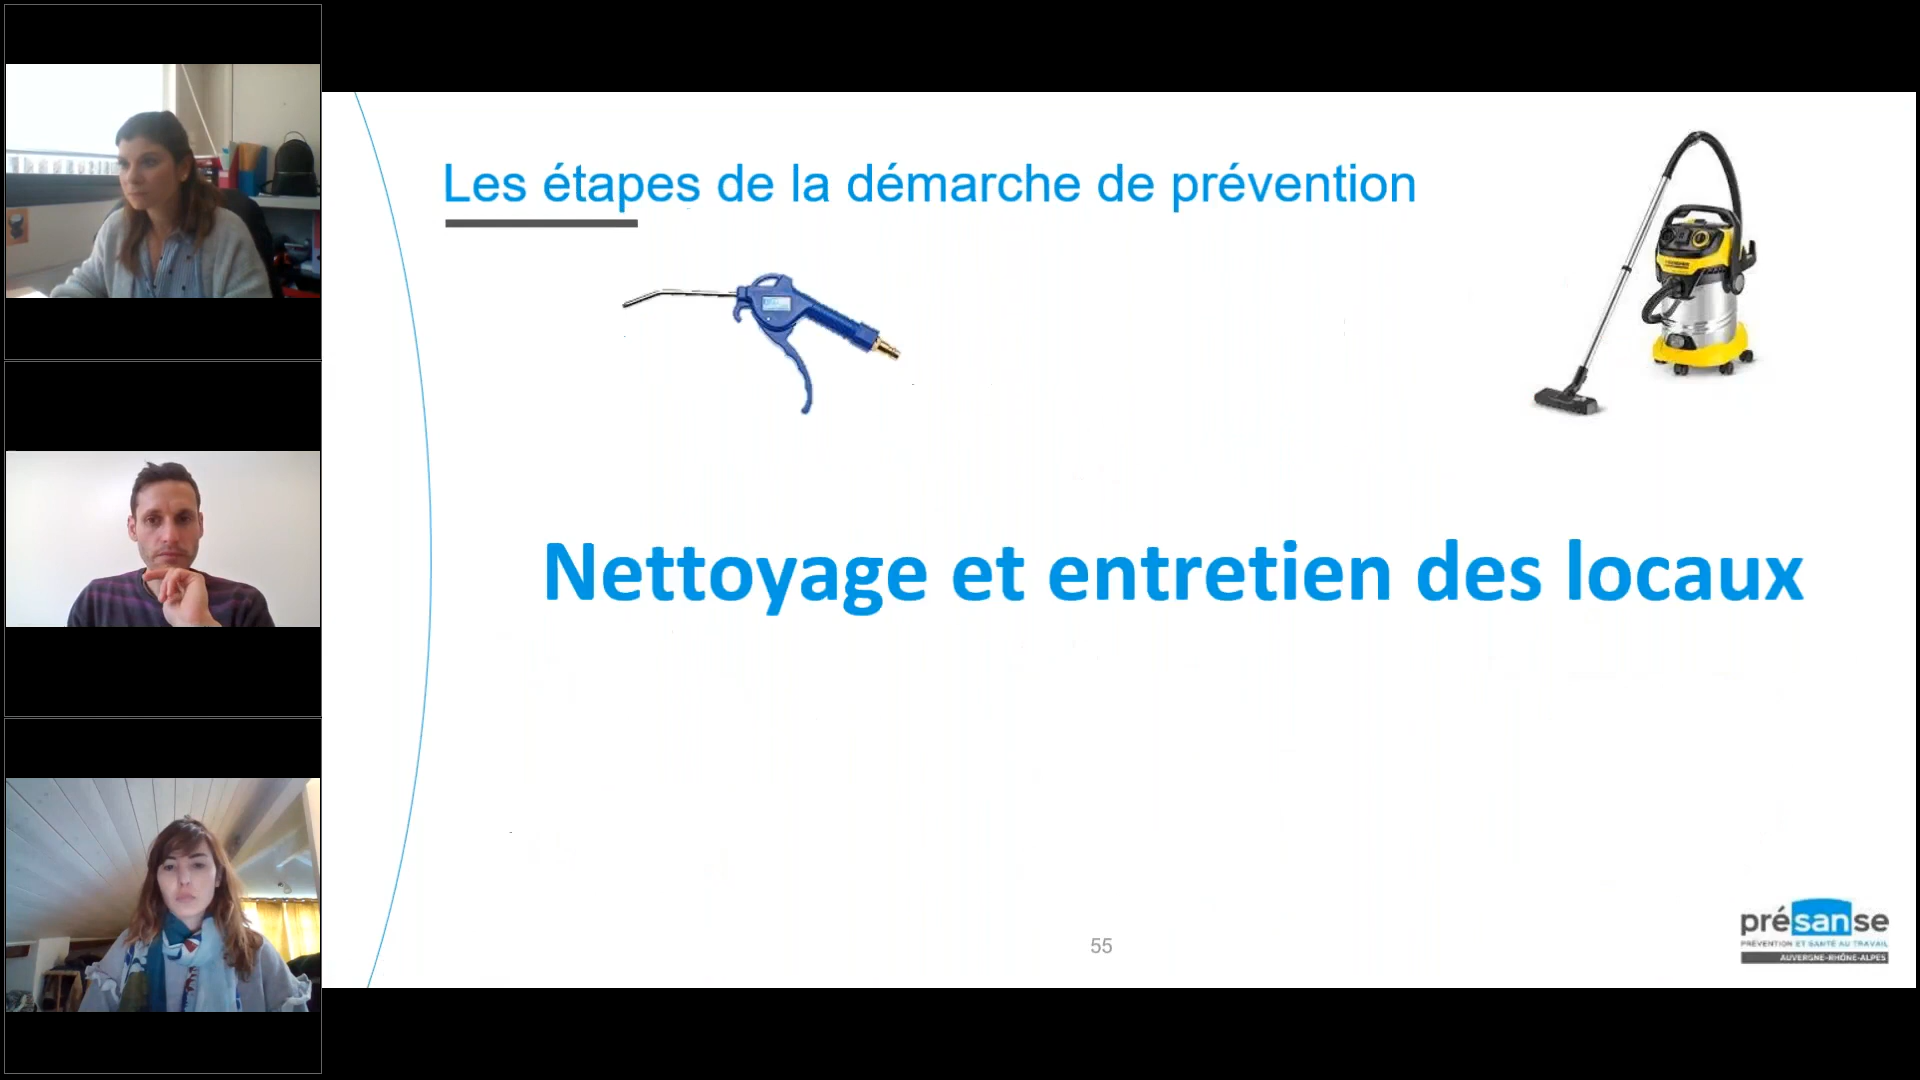 Les étapes de la démarche de prévention
Nettoyage et entretien des locaux
55
présanse
PRÉVENTION ET SANTÉ AU TRAVAIL
AUVERGNE-RHÔNE-ALPES